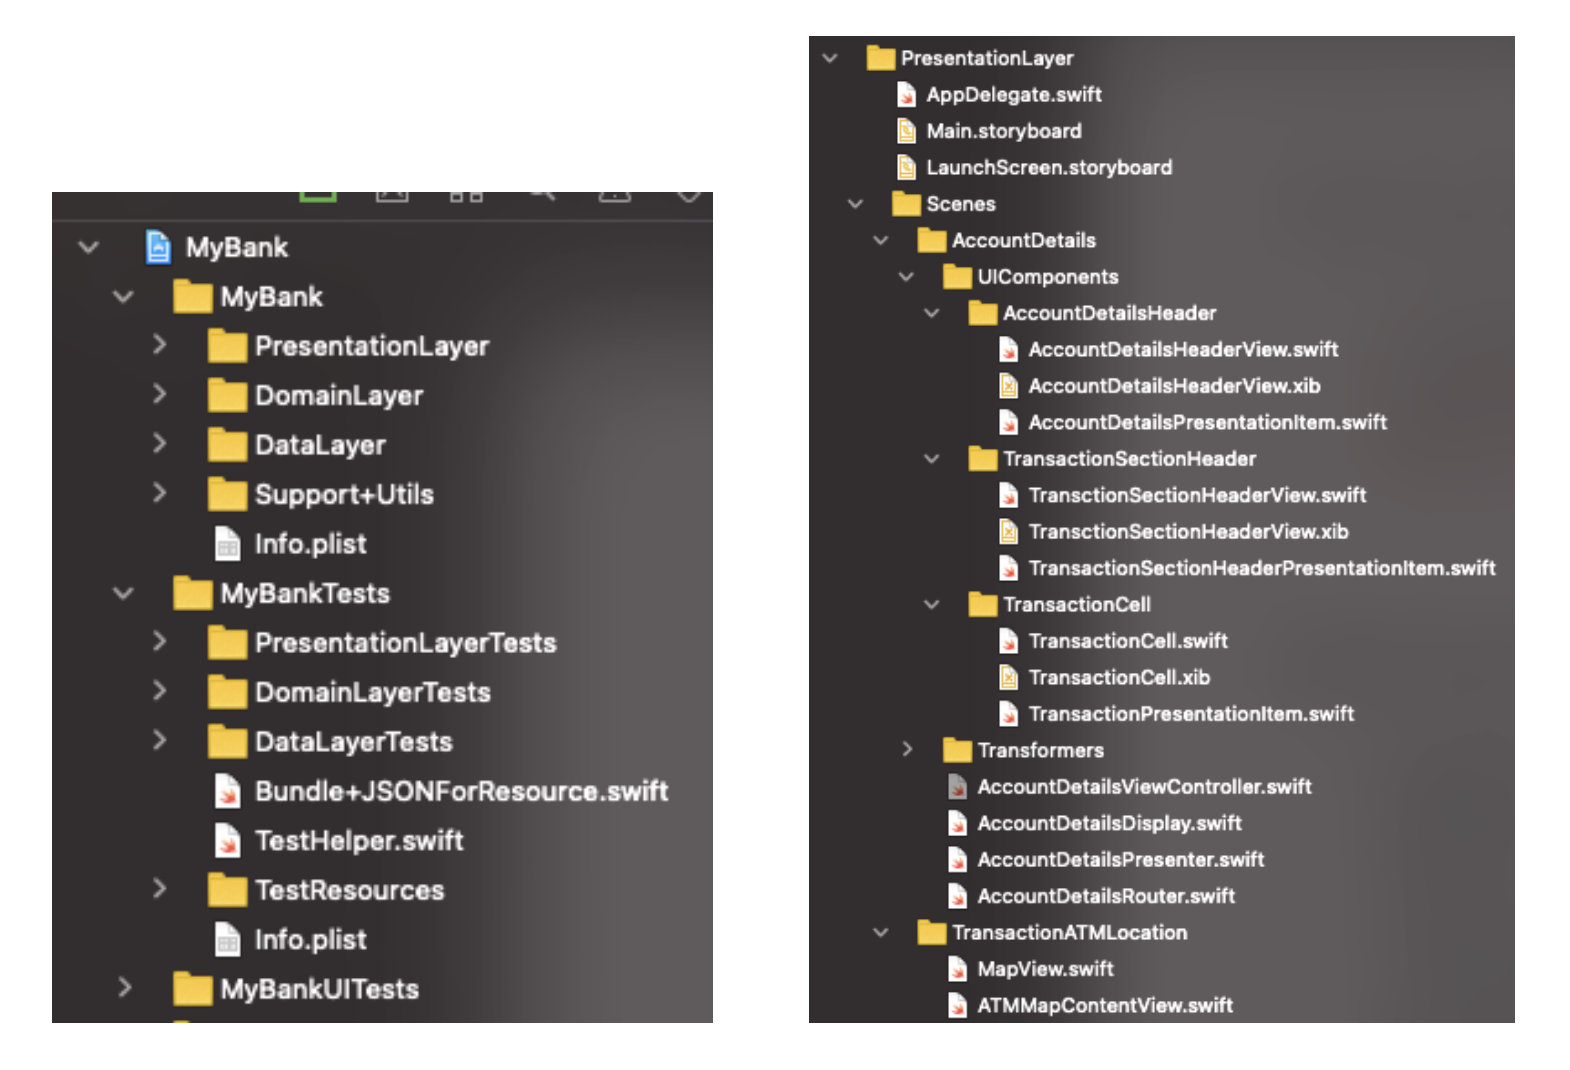 MyBank
MyBank
PresentationLayer
DomainLayer
DataLayer
Support+Utils
Info.plist
MyBankTests
PresentationLayerTests
DomainLayerTests
DataLayerTests
Bundle+JSONForResource.swift
TestHelper.swift
TestResources
Info.plist
MyBankUITests
PresentationLayer
AppDelegate.swift
Main.storyboard
LaunchScreen.storyboard
Scenes
AccountDetails
UIComponents
AccountDetailsHeader
AccountDetailsHeaderView.swift
AccountDetailsHeaderView.xib
AccountDetailsPresentationItem.swift
TransactionSectionHeader
TransctionSectionHeaderView.swift
TransctionSectionHeaderView.xib
TransactionSectionHeaderPresentationItem.swift
TransactionCell
TransactionCell.swift
TransactionCell.xib
TransactionPresentationItem.swift
Transformers
AccountDetailsViewController.swift
AccountDetailsDisplay.swift
AccountDetailsPresenter.swift
AccountDetailsRouter.swift
TransactionATMLocation
MapView.swift
ATMMapContentView.swift